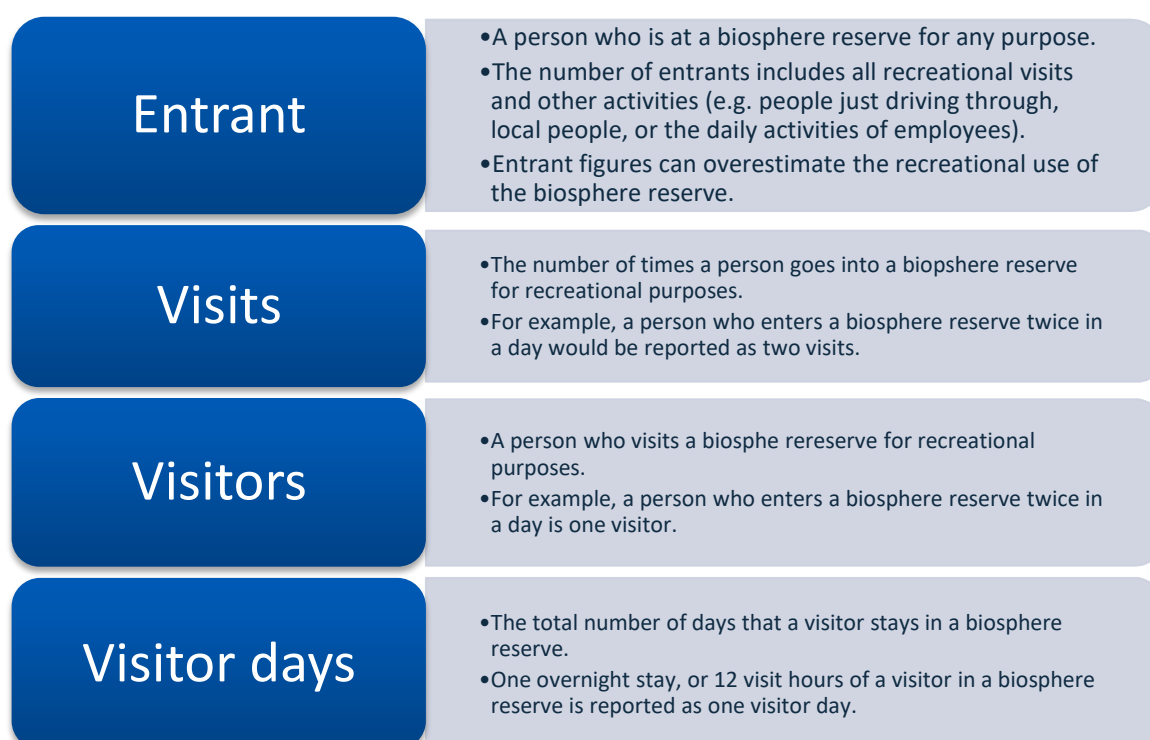 Entrant
•A person who is at a biosphere reserve for any purpose.
•The number of entrants includes all recreational visits
and other activities (e.g. people just driving through,
local people, or the daily activities of employees).
•Entrant figures can overestimate the recreational use of
the biosphere reserve.
Visits
•The number of times a person goes into a biopshere reserve
for recreational purposes.
•For example, a person who enters a biosphere reserve twice in
a day would be reported as two visits.
Visitors
•A person who visits a biosphe rereserve for recreational
purposes.
•For example, a person who enters a biosphere reserve twice in
a day is one visitor.
Visitor days
•The total number of days that a visitor stays in a biosphere
reserve.
•One overnight stay, or 12 visit hours of a visitor in a biosphere
reserve is reported as one visitor day.